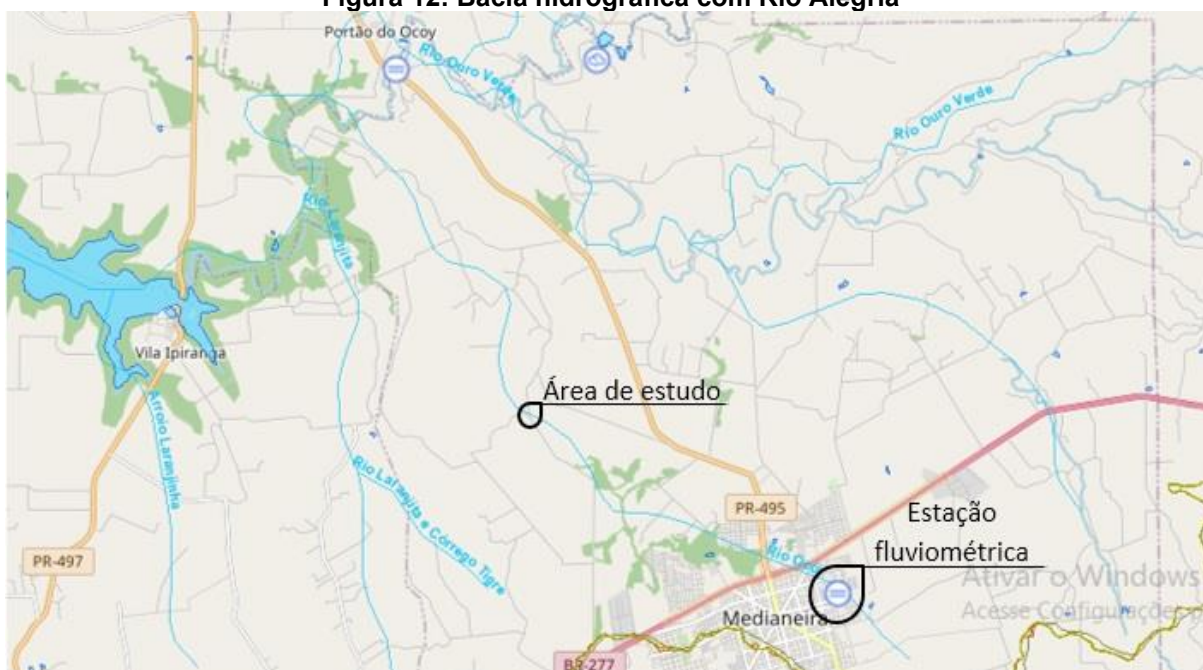 Figura 12: Bacia hidrográfica com Rio Alegria
Portão do Ocoy
Rio Ouro Verde
Rio Ouro Verde
Rio Laranjita
Vila Ipiranga
Arroio Laranjinha
Área de estudo
Rio Laranjita e Córrego Tigre
PR-495
PR-497
Estação
fluviométrica
Rio Oco
Medianeira
BR-277
Ativar o Windows
Acesse Configurações